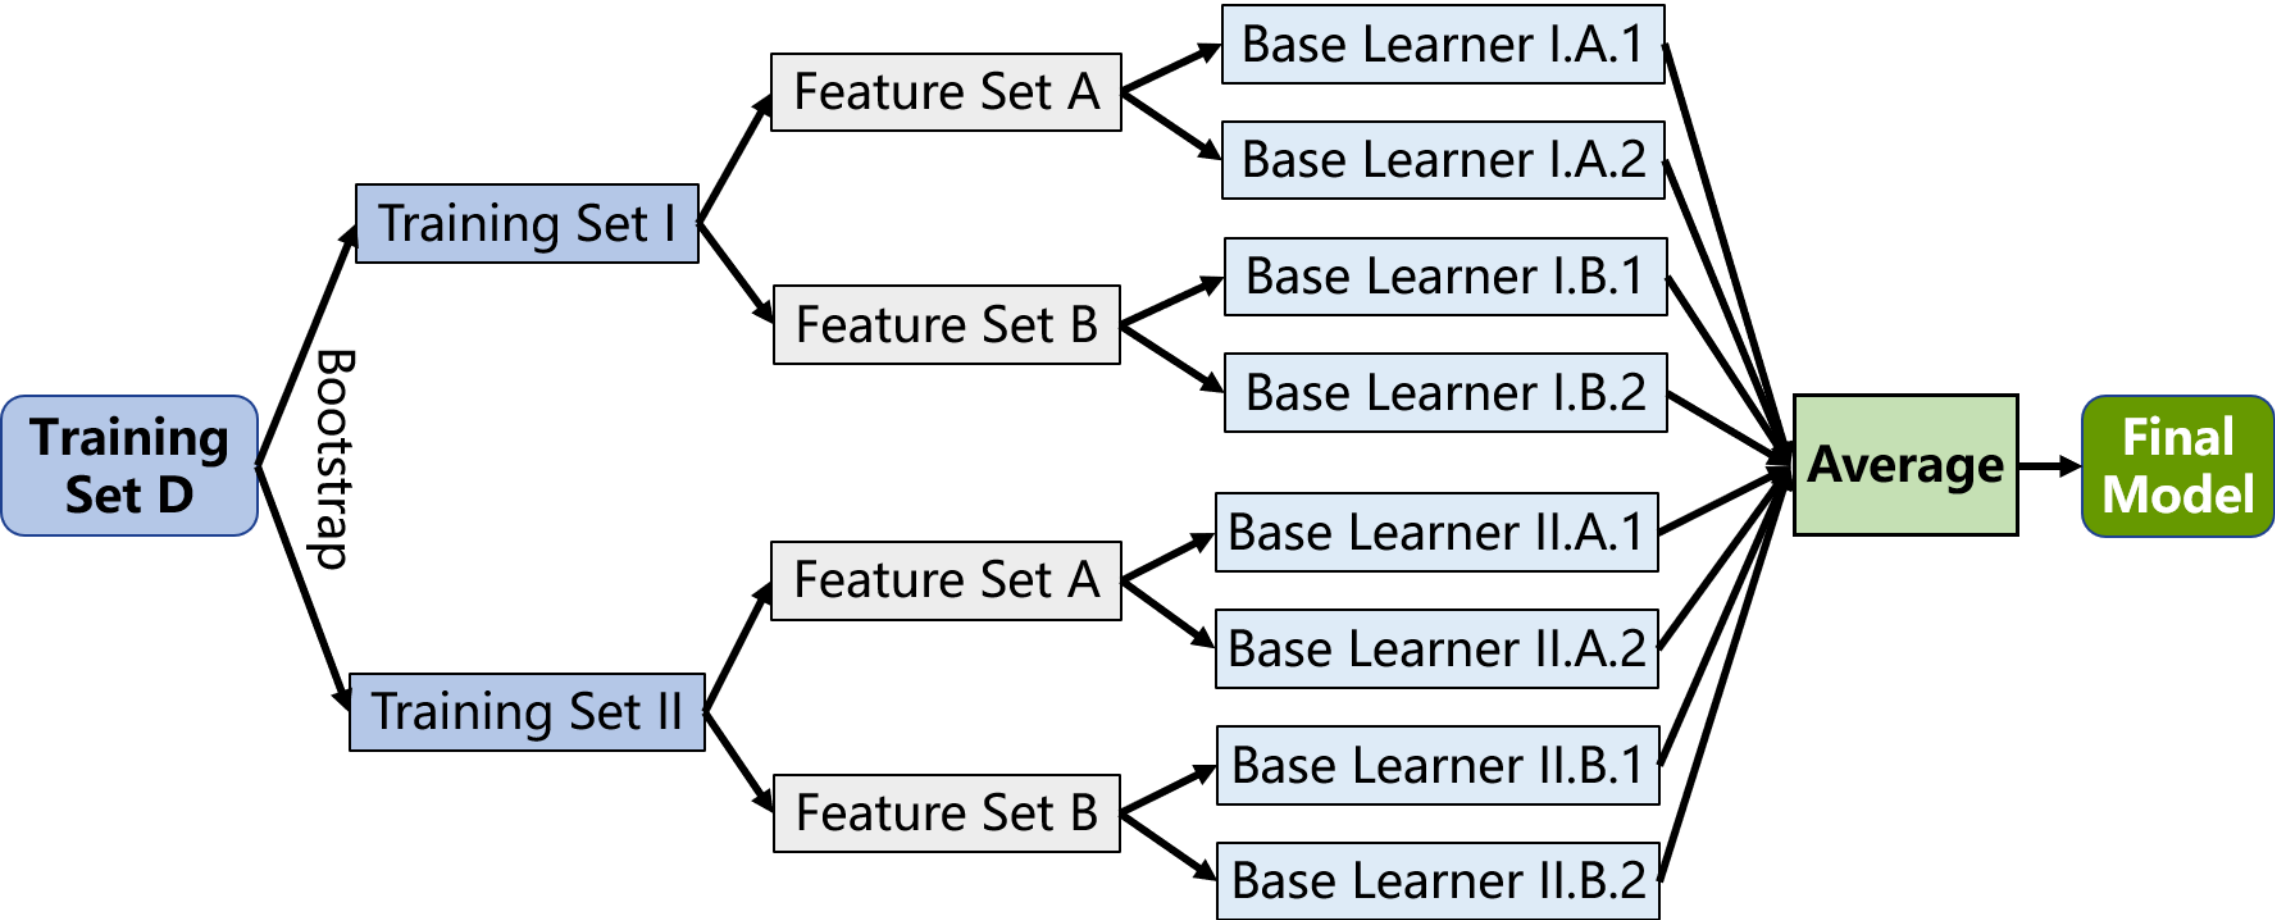 Training
Set D
Bootstrap
Training Set I
Training Set II
Feature Set A
Feature Set B
Feature Set A
Feature Set B
Base Learner I.A.1
Base Learner I.A.2
Base Learner I.B.1
Base Learner I.B.2
Base Learner II.A.1
Base Learner II.A.2
Base Learner II.B.1
Base Learner II.B.2
Average
Final
Model